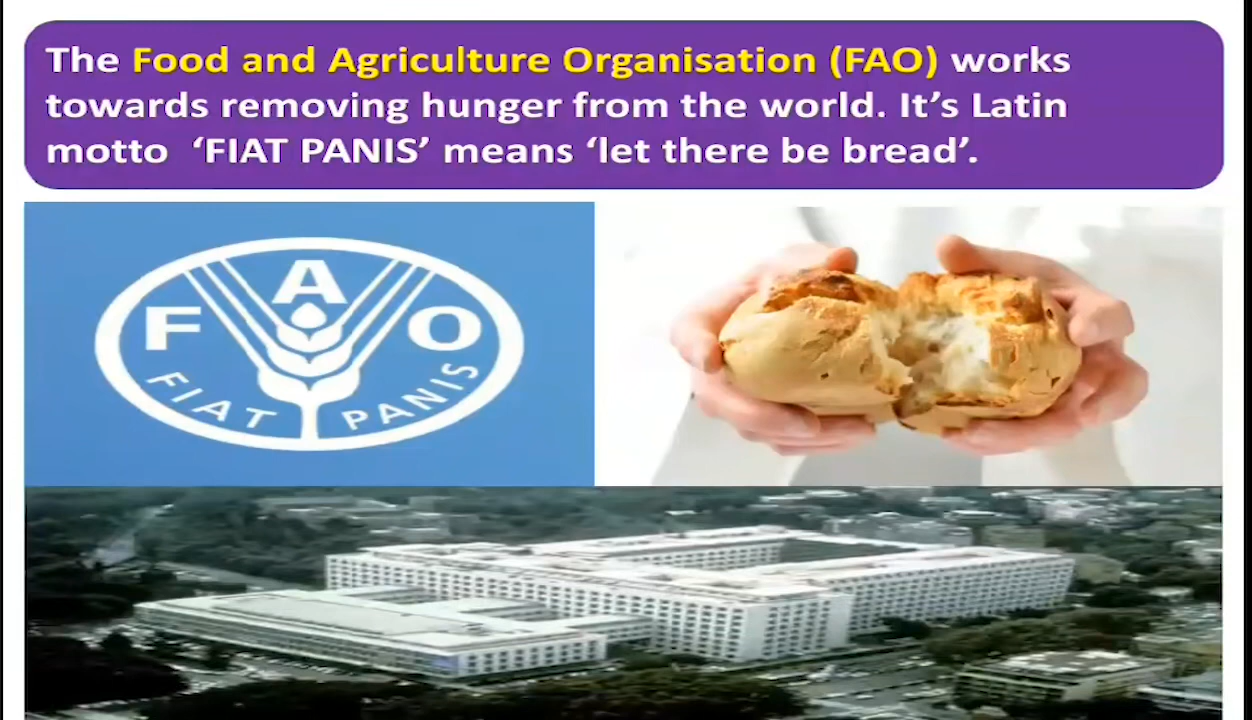 The Food and Agriculture Organisation (FAO) works
towards removing hunger from the world. It’s Latin
motto ‘FIAT PANIS’ means ‘let there be bread’.
F A O
FIAT PANIS